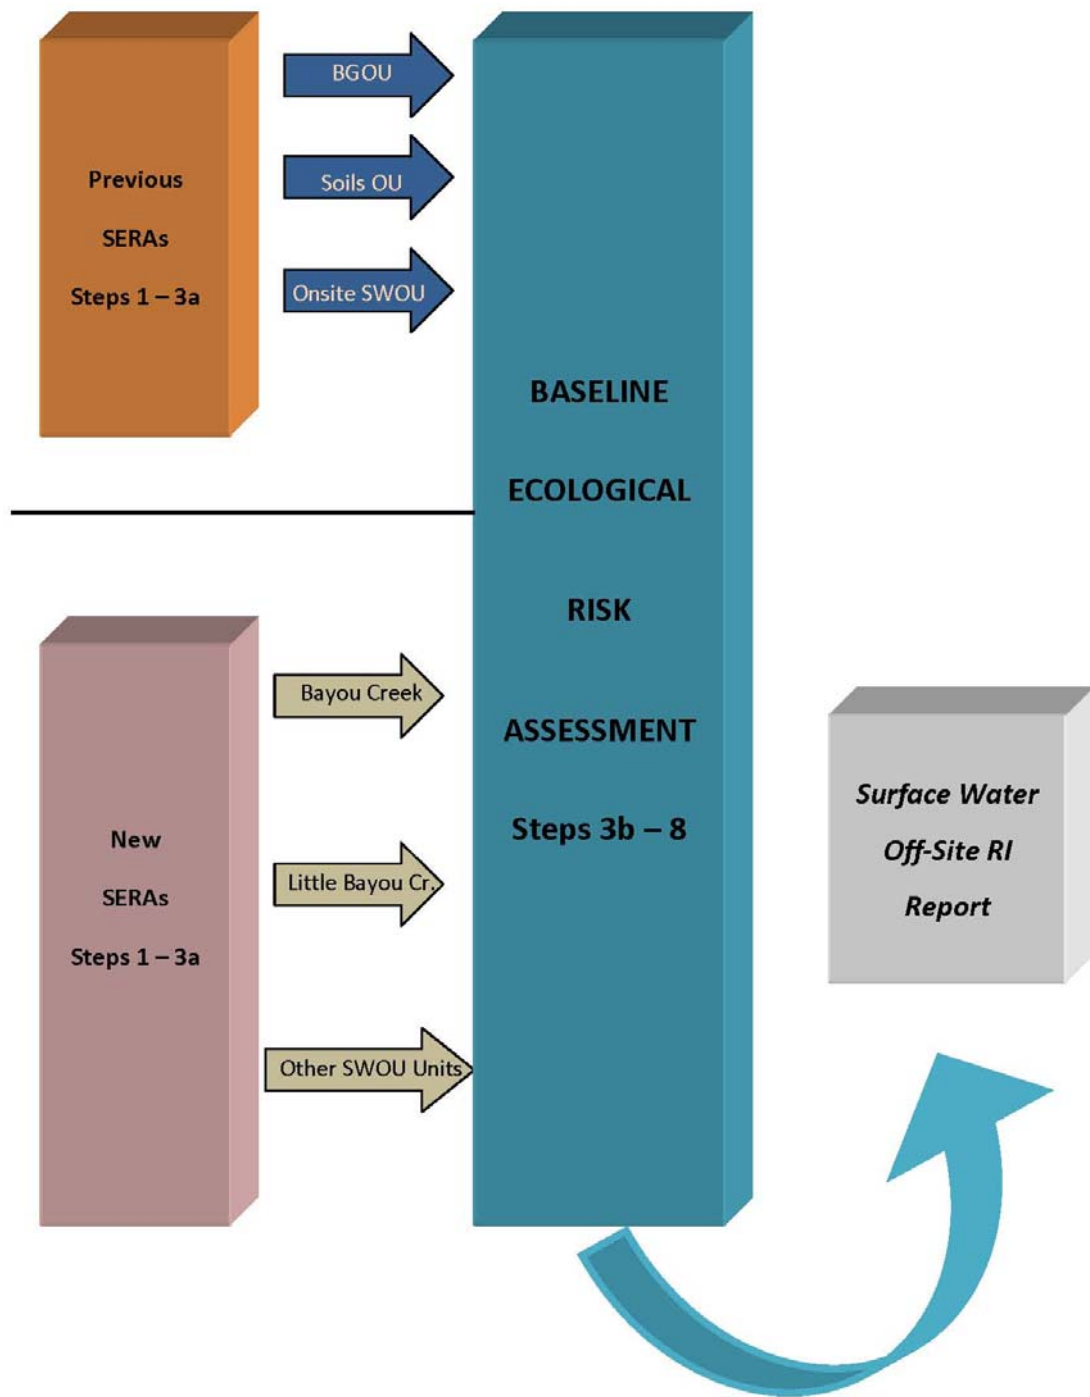 Previous
SERAs
Steps 1 – 3a
BGOU
Soils OU
Onsite SWOU
New
SERAs
Steps 1 – 3a
Bayou Creek
Little Bayou Cr.
Other SWOU Units
BASELINE
ECOLOGICAL
RISK
ASSESSMENT
Steps 3b – 8
Surface Water
Off-Site RI
Report